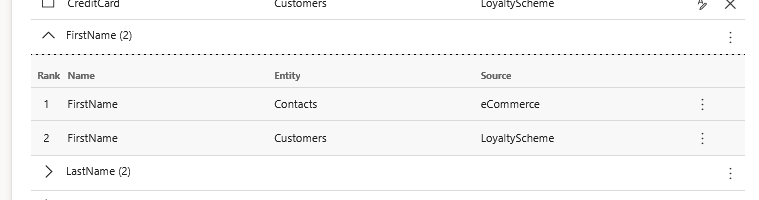 CreditCard Customers LoyaltyScheme
FirstName (2)
Rank Name Entity Source
1 FirstName Contacts eCommerce
2 FirstName Customers LoyaltyScheme
LastName (2)